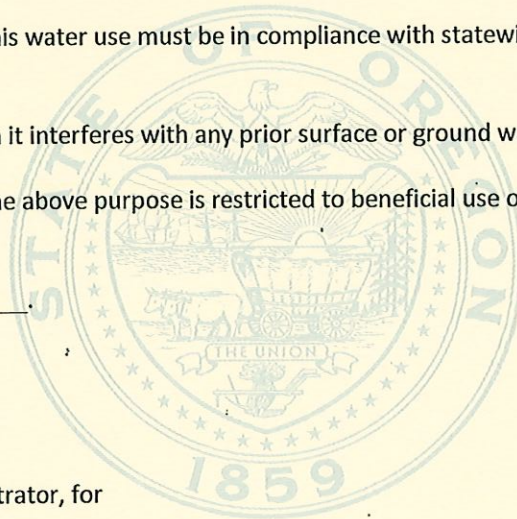 his water use must be in compliance with statewi
it interferes with any prior surface or ground w
he above purpose is restricted to beneficial use o
trator, for
STATE OF OREGON
THE UNION
1859